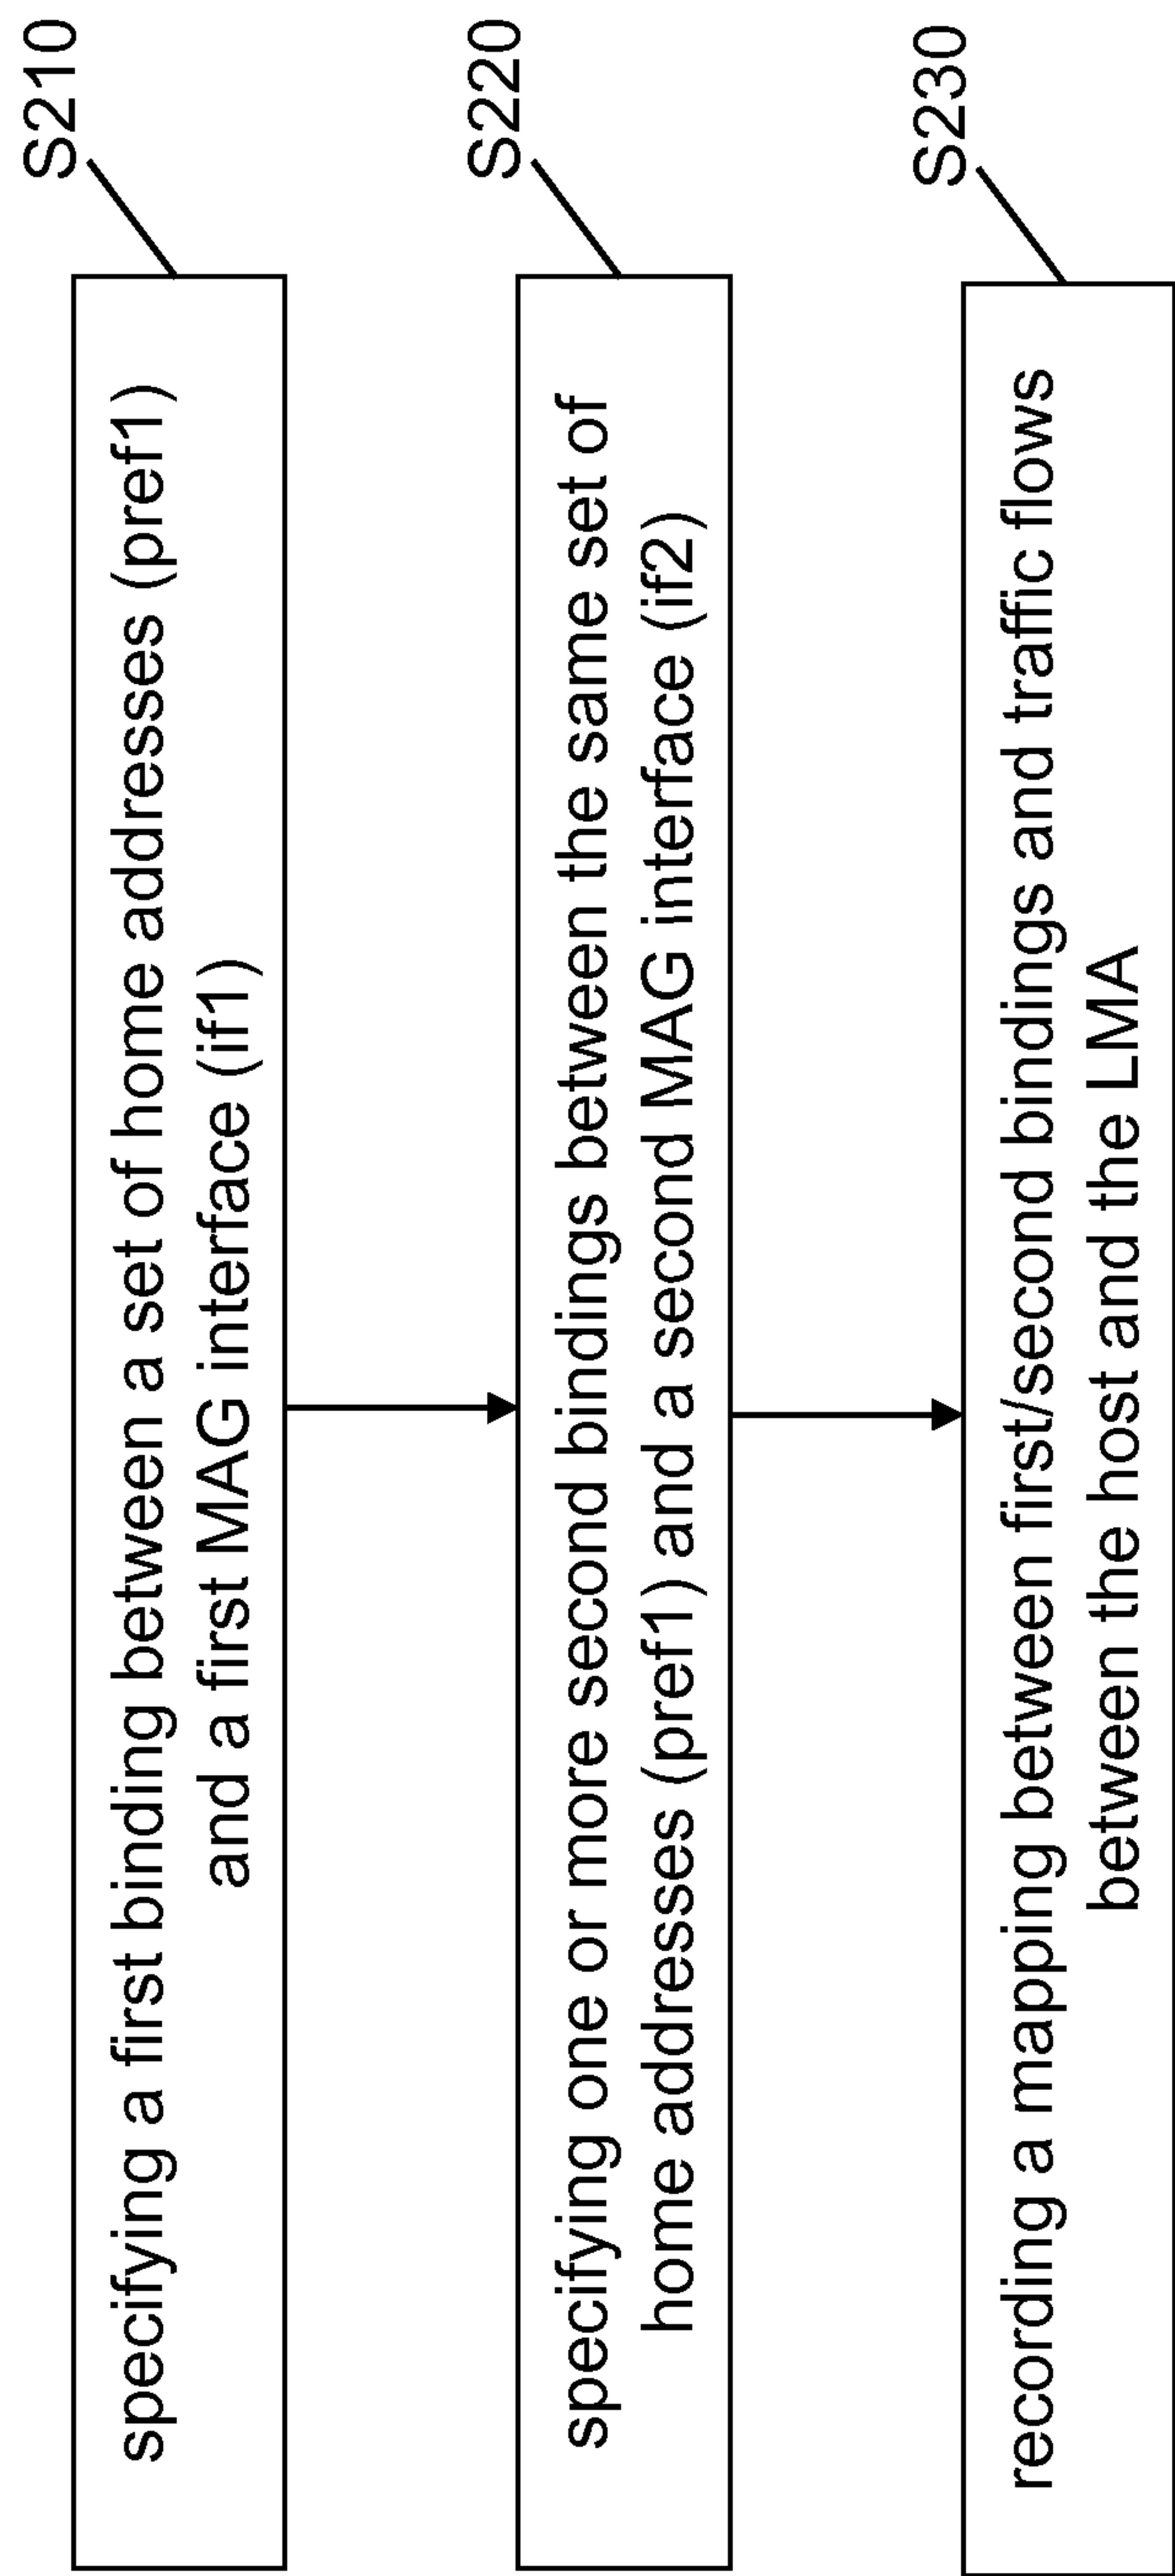 S210
specifying a first binding between a set of home addresses (pref1)
and a first MAG interface (if1)
S220
specifying one or more second bindings between the same set of
home addresses (pref1) and a second MAG interface (if2)
S230
recording a mapping between first/second bindings and traffic flows
between the host and the LMA